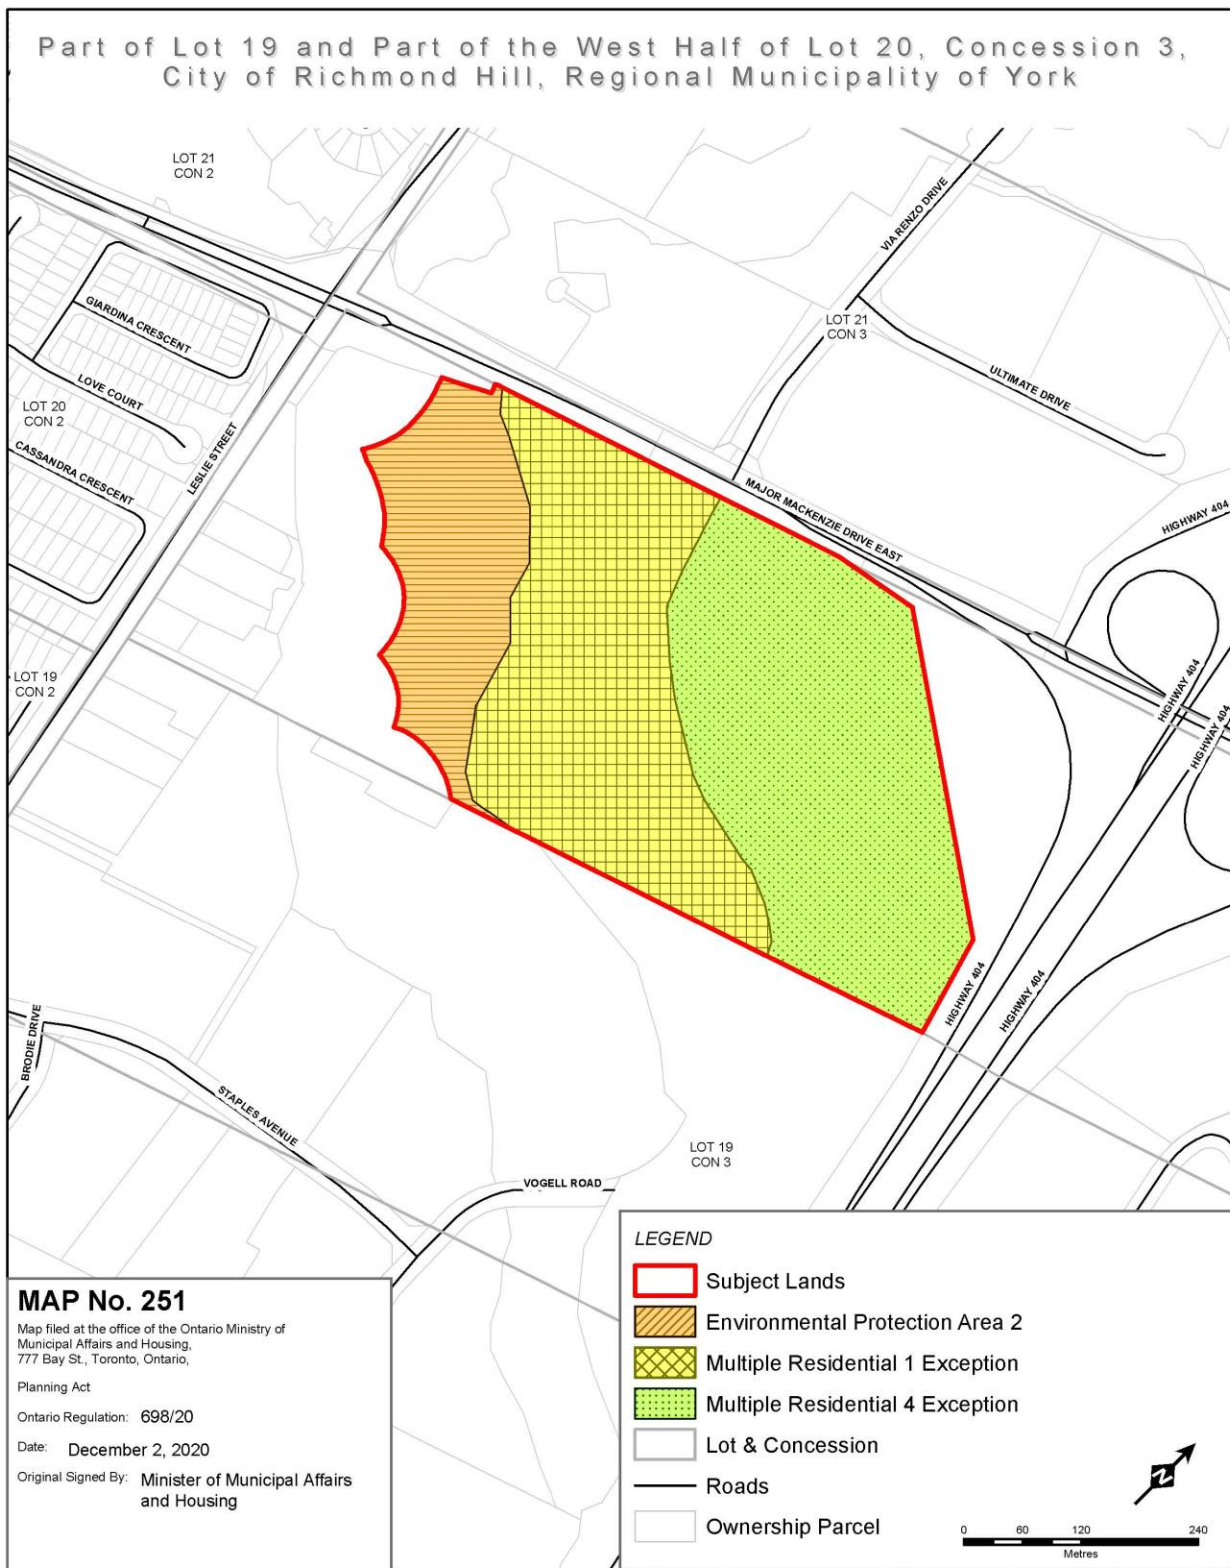 Part of Lot 19 and Part of the West Half of Lot 20, Concession 3,
City of Richmond Hill, Regional Municipality of York
LOT 21
CON 2
VIA RENZO DRIVE
GIARDINA CRESCENT
LOT 21
CON 3
LOVE COURT
ULTIMATE DRIVE
LOT 20
CON 2
CASSANDRA CRESCENT
LESLIE STREET
MAJOR MACKENZIE DRIVE EAST
HIGHWAY 404
LOT 19
CON 2
HIGHWAY 404
HIGHWAY 404
HIGHWAY 404
HIGHWAY 404
BRODIE DRIVE
STAPLES AVENUE
LOT 19
CON 3
VOGELL ROAD
MAP No. 251
Map filed at the office of the Ontario Ministry of
Municipal Affairs and Housing,
777 Bay St., Toronto, Ontario,
Planning Act
Ontario Regulation: 698/20
Date: December 2, 2020
Original Signed By: Minister of Municipal Affairs
and Housing
LEGEND
Subject Lands
Environmental Protection Area 2
Multiple Residential 1 Exception
Multiple Residential 4 Exception
Lot & Concession
Roads
Ownership Parcel
N
0 60 120 240
Metres